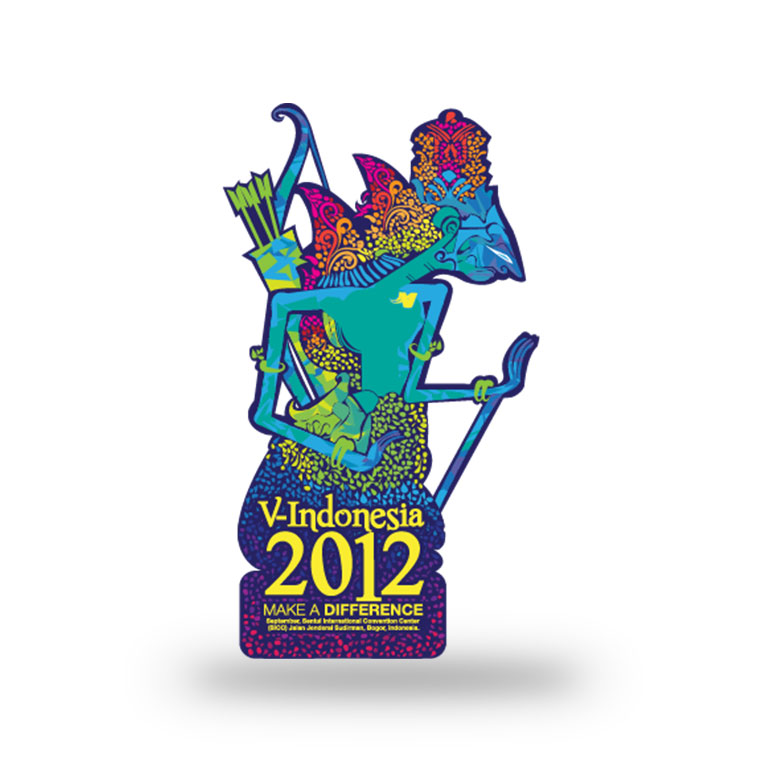 V-Indonesia
2012
MAKE A DIFFERENCE
September, Sentul International Convention Center
(SICC) Jalan Jenderal Sudirman, Bogor, Indonesia.